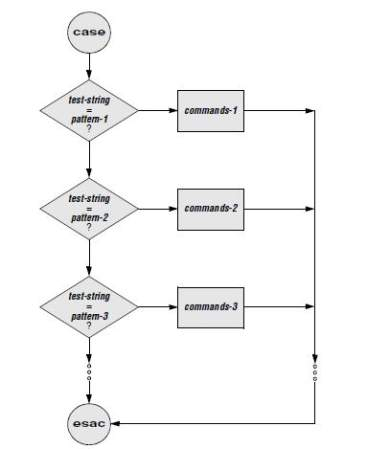 case
test-string
=
pattern-1
?
commands-1
test-string
=
pattern-2
?
commands-2
test-string
=
pattern-3
?
commands-3
esac